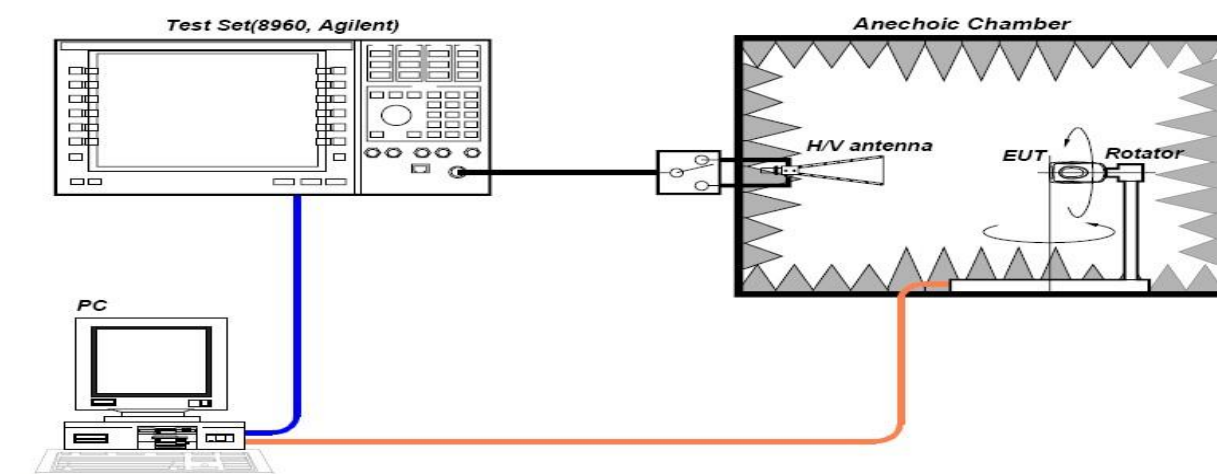 Test Set(8960, Agilent)
Anechoic Chamber
H/V antenna
EUT
Rotator
PC